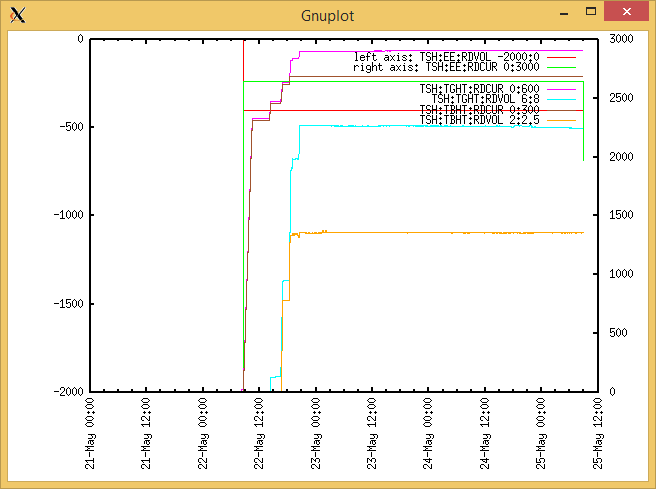 Gnuplot
left axis: TSH:EE:RDVOL -2000:0
right axis: TSH:EE:RDCUR 0:3000
TSH:TGHT:RDCUR 0:600
TSH:TGHT:RDVOL 6:8
TSH:TBHT:RDCUR 0:300
TSH:TBHT:RDVOL 2:2.5
0
-500
-1000
-1500
-2000
3000
2500
2000
1500
1000
500
0
21-May 00:00
21-May 12:00
22-May 00:00
22-May 12:00
23-May 00:00
23-May 12:00
24-May 00:00
24-May 12:00
25-May 00:00
25-May 12:00